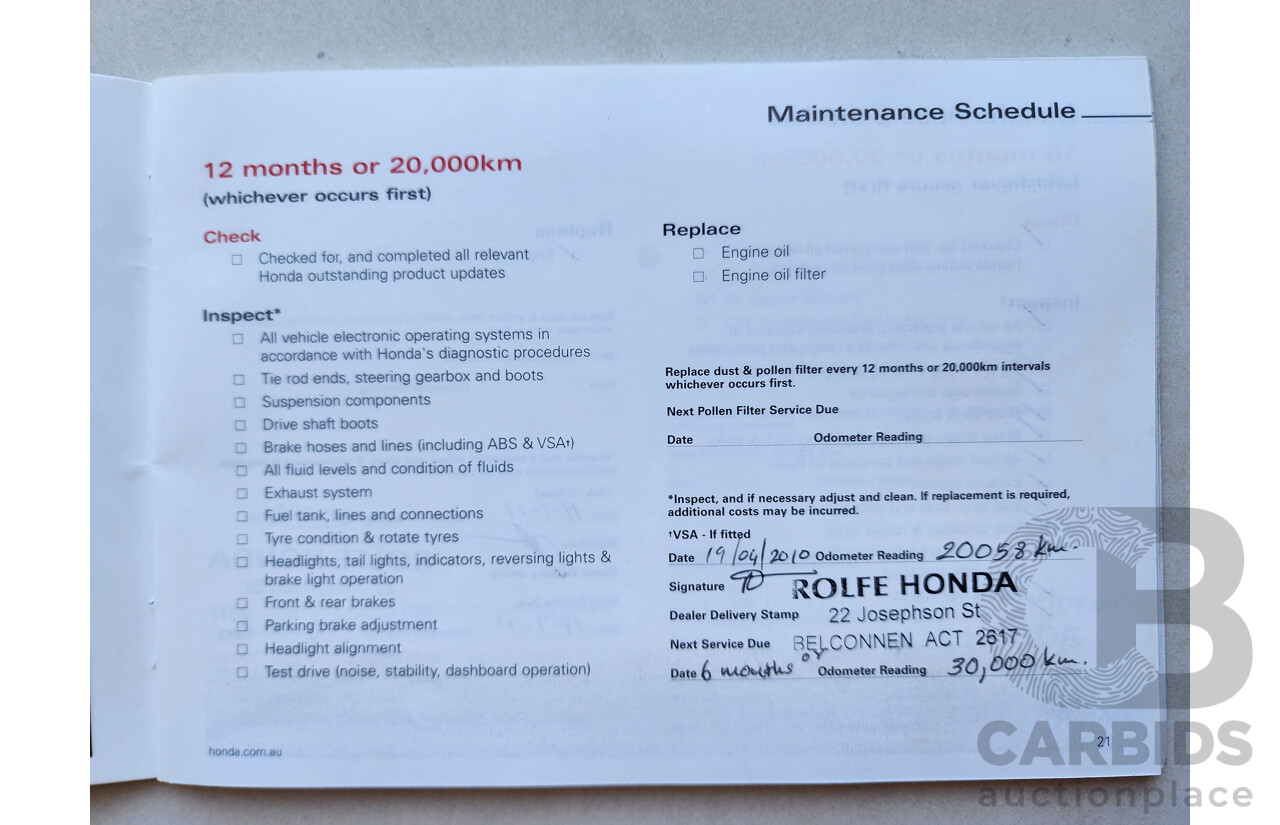 Maintenance Schedule
12 months or 20,000km
(whichever occurs first)
Check
Checked for, and completed all relevant
Honda outstanding product updates
Inspect*
All vehicle electronic operating systems in
accordance with Honda's diagnostic procedures
Tie rod ends, steering gearbox and boots
Suspension components
Drive shaft boots
Brake hoses and lines (including ABS & VSA†)
All fluid levels and condition of fluids
Exhaust system
Fuel tank, lines and connections
Tyre condition & rotate tyres
Headlights, tail lights, indicators, reversing lights &
brake light operation
Front & rear brakes
Parking brake adjustment
Headlight alignment
Test drive (noise, stability, dashboard operation)
honda.com.au
Replace
Engine oil
Engine oil filter
Replace dust & pollen filter every 12 months or 20,000km intervals
whichever occurs first.
Next Pollen Filter Service Due
Date Odometer Reading
*Inspect, and if necessary adjust and clean. If replacement is required,
additional costs may be incurred.
†VSA - If fitted
Date 19/04/2010 Odometer Reading 20058 km.
Signature ROLFE HONDA
Dealer Delivery Stamp 22 Josephson St
Next Service Due BELCONNEN ACT 2617
Date 6 months or Odometer Reading 30,000 km.
21
CARBIDS
auctionplace